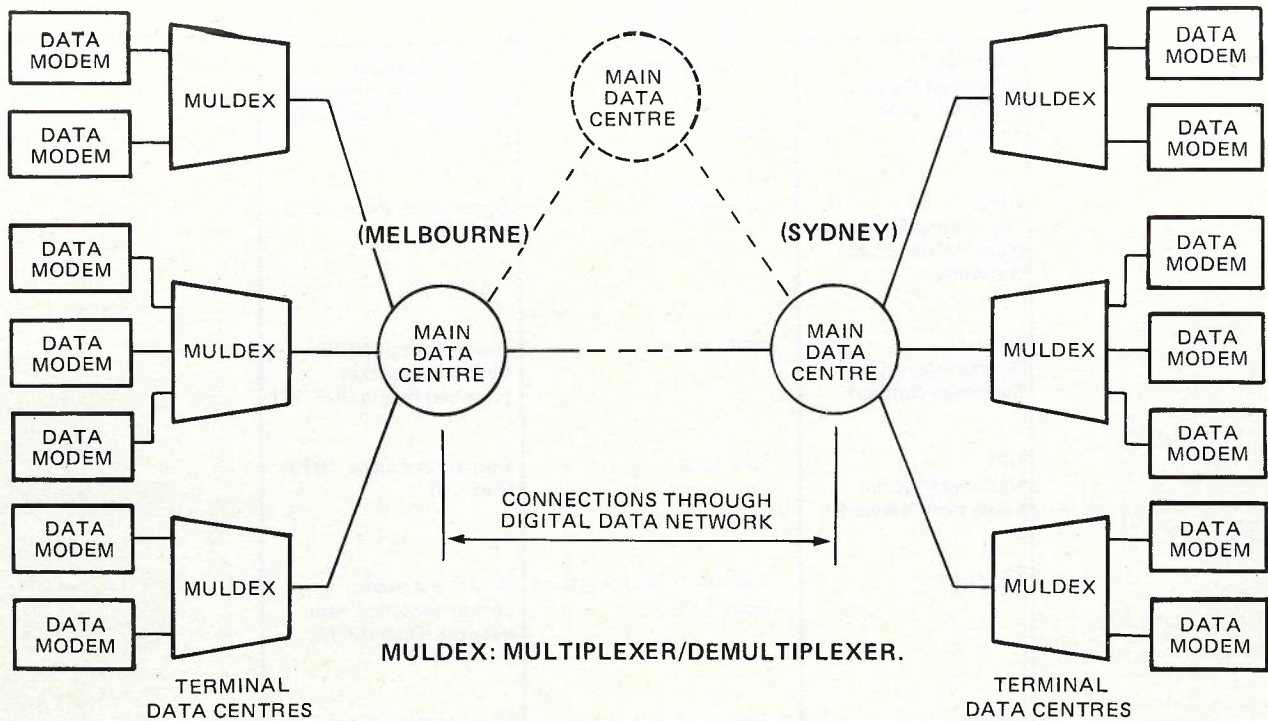 DATA
MODEM
DATA
MODEM
MULDEX
MAIN
DATA
CENTRE
MULDEX
DATA
MODEM
DATA
MODEM
(MELBOURNE)
(SYDNEY)
DATA
MODEM
DATA
MODEM
DATA
MODEM
MULDEX
MAIN
DATA
CENTRE
MAIN
DATA
CENTRE
MULDEX
DATA
MODEM
DATA
MODEM
DATA
MODEM
CONNECTIONS THROUGH
DIGITAL DATA NETWORK
DATA
MODEM
DATA
MODEM
MULDEX
MULDEX
DATA
MODEM
DATA
MODEM
MULDEX: MULTIPLEXER/DEMULTIPLEXER.
TERMINAL
DATA CENTRES
TERMINAL
DATA CENTRES